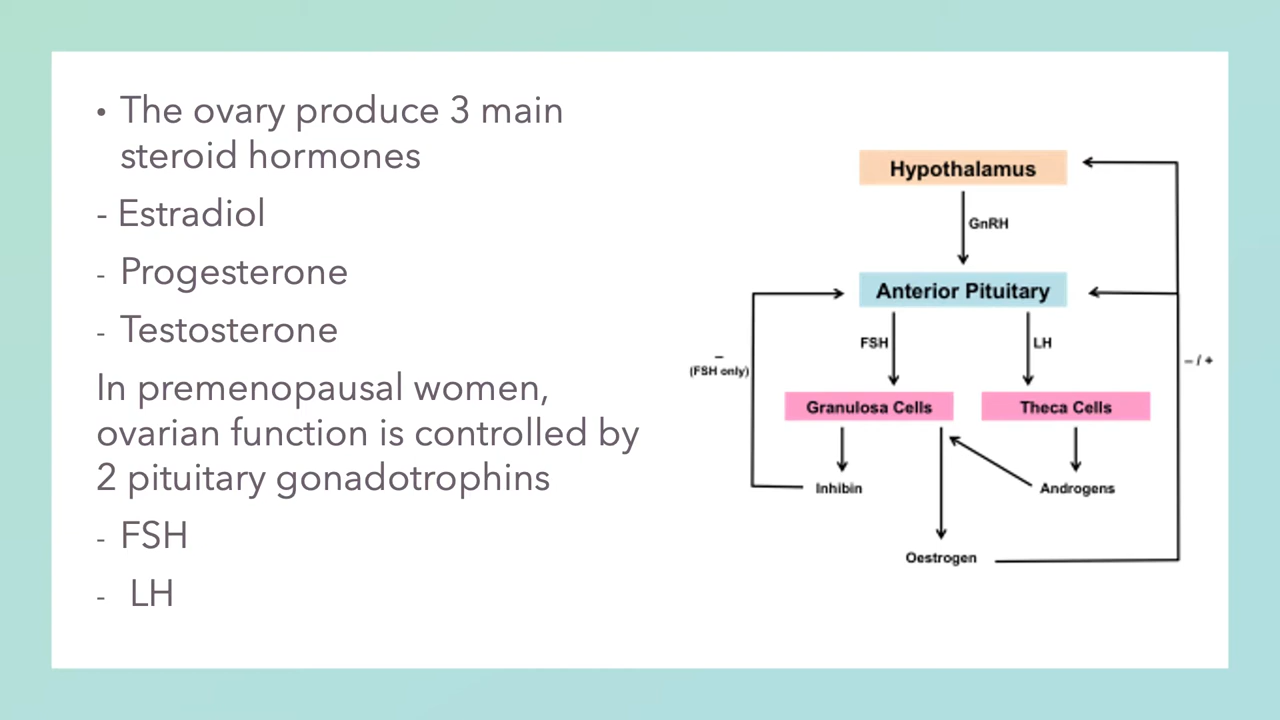 • The ovary produce 3 main
steroid hormones
- Estradiol
- Progesterone
- Testosterone
In premenopausal women,
ovarian function is controlled by
2 pituitary gonadotrophins
- FSH
- LH
Hypothalamus
GnRH
Anterior Pituitary
FSH
LH
–
(FSH only)
– / +
Granulosa Cells
Theca Cells
Inhibin
Androgens
Oestrogen